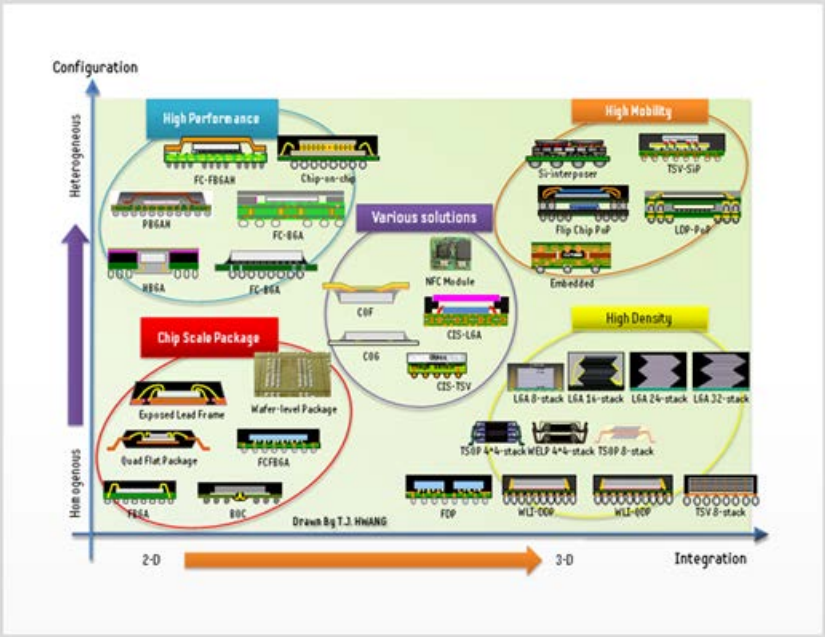 Configuration
Heterogeneous
Homogenous
High Performance
FC-FBGAH
Chip-on-chip
PBGAH
FC-BGA
HBGA
FC-BGA
High Mobility
Si-interposer
TSV-SiP
Flip Chip PoP
LDP-PoP
Embedded
Various solutions
NFC Module
COF
CIS-LGA
COG
CIS-TSV
Chip Scale Package
Exposed Lead Frame
Wafer-level Package
Quad Flat Package
FCFBGA
FBGA
BOC
High Density
LGA 8-stack
LGA 16-stack
LGA 24-stack
LGA 32-stack
TSOP 4*4-stack
WELP 4*4-stack
TSOP 8-stack
FDP
WLI-DDP
WLI-QDP
TSV 8-stack
Drawn By T.J. HWANG
2-D
3-D
Integration